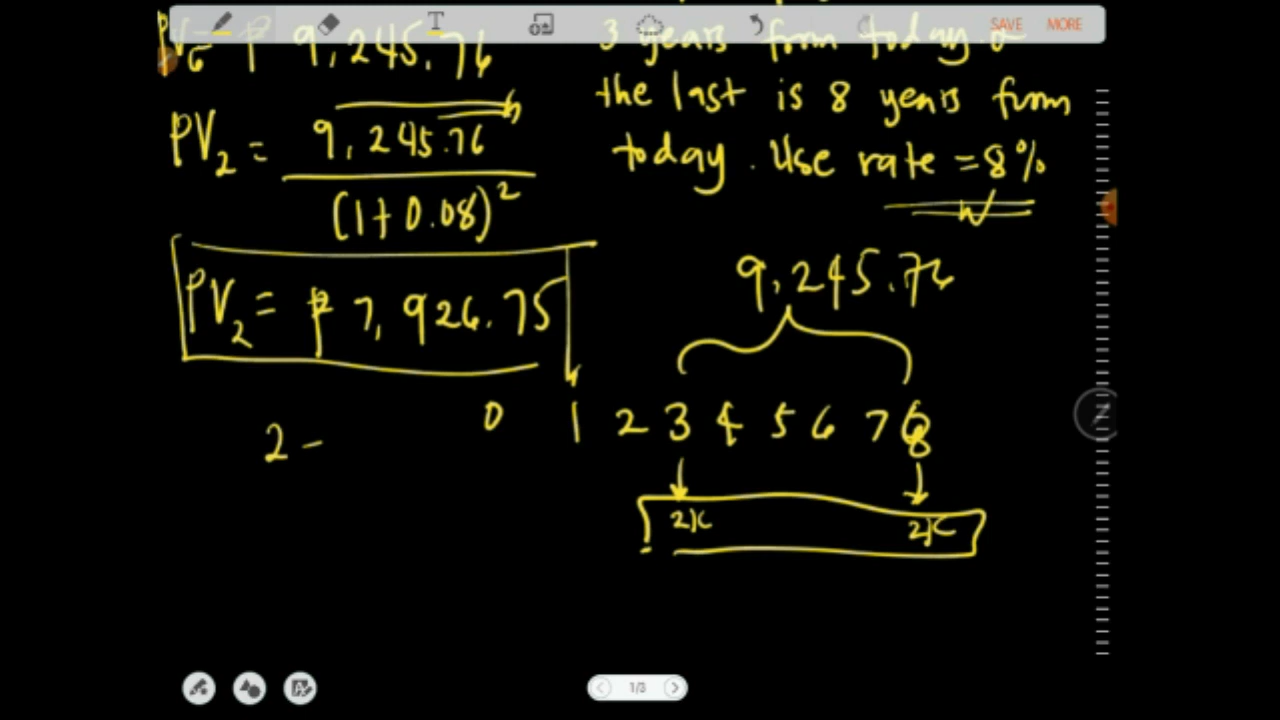 SAVE MORE
PV6 = ₱ 9,245.76
3 years from today &
the last is 8 years from
today. Use rate = 8%
PV2 = 9,245.76
(1+0.08)^2
PV2 = ₱ 7,926.75
9,245.76
0 1 2 3 4 5 6 7 8
2 -
2K 2K
1/3